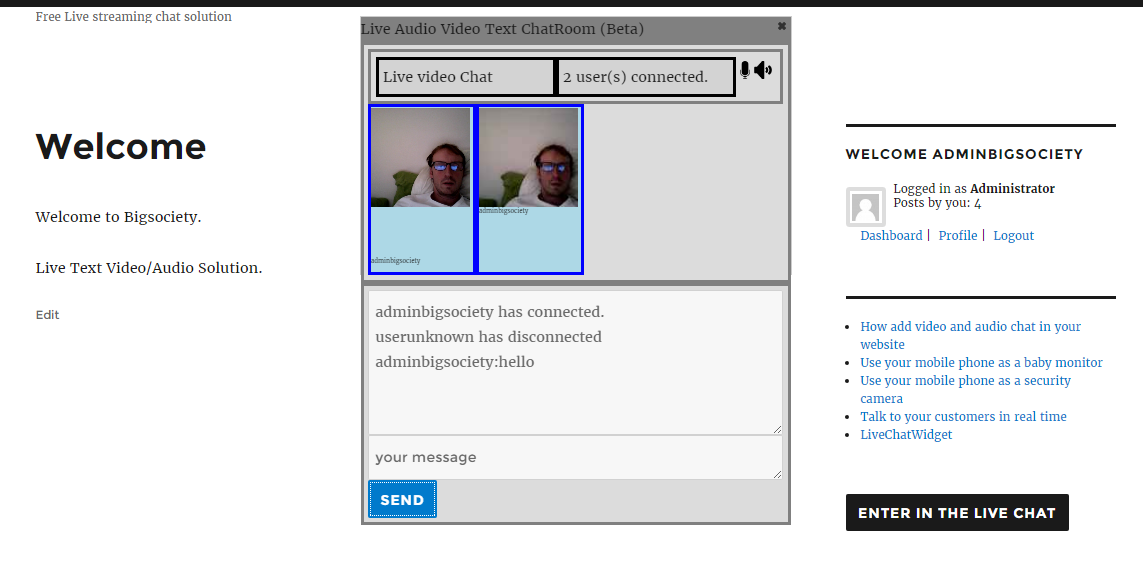 Free Live streaming chat solution
Live Audio Video Text ChatRoom (Beta)
Live video Chat
2 user(s) connected.
adminbigsociety
adminbigsociety
adminbigsociety has connected.
userunknown has disconnected
adminbigsociety:hello
your message
SEND
Welcome
Welcome to Bigsociety.
Live Text Video/Audio Solution.
Edit
WELCOME ADMINBIGSOCIETY
Logged in as Administrator
Posts by you: 4
Dashboard | Profile | Logout
How add video and audio chat in your
website
Use your mobile phone as a baby monitor
Use your mobile phone as a security
camera
Talk to your customers in real time
LiveChatWidget
ENTER IN THE LIVE CHAT